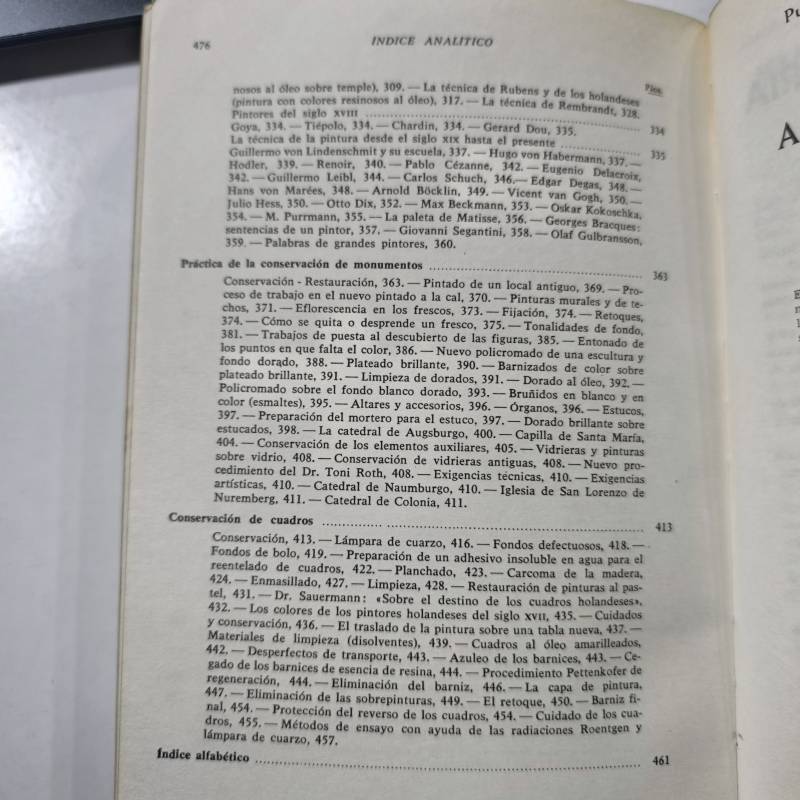 476
INDICE ANALITICO
Págs.
nosos al óleo sobre temple), 309. — La técnica de Rubens y de los holandeses
(pintura con colores resinosos al óleo), 317. — La técnica de Rembrandt, 328.
Pintores del siglo XVIII ............ 334
Goya, 334. — Tiépolo, 334. — Chardin, 334. — Gerard Dou, 335.
La técnica de la pintura desde el siglo XIX hasta el presente ............ 335
Guillermo von Lindenschmit y su escuela, 337. — Hugo von Habermann, 337. —
Hodler, 339. — Renoir, 340. — Pablo Cézanne, 342. — Eugenio Delacroix,
342. — Guillermo Leibl, 344. — Carlos Schuch, 346. — Edgar Degas, 348. —
Hans von Marées, 348. — Arnold Böcklin, 349. — Vicent van Gogh, 350. —
Julio Hess, 350. — Otto Dix, 352. — Max Beckmann, 353. — Oskar Kokoschka,
354. — M. Purrmann, 355. — La paleta de Matisse, 356. — Georges Bracques:
sentencias de un pintor, 357. — Giovanni Segantini, 358. — Olaf Gulbransson,
359. — Palabras de grandes pintores, 360.
Práctica de la conservación de monumentos ............ 363
Conservación - Restauración, 363. — Pintado de un local antiguo, 369. — Pro-
ceso de trabajo en el nuevo pintado a la cal, 370. — Pinturas murales y de te-
chos, 371. — Eflorescencia en los frescos, 373. — Fijación, 374. — Retoques,
374. — Cómo se quita o desprende un fresco, 375. — Tonalidades de fondo,
381. — Trabajos de puesta al descubierto de las figuras, 385. — Entonado de
los puntos en que falta el color, 386. — Nuevo policromado de una escultura y
fondo dorado, 388. — Plateado brillante, 390. — Barnizados de color sobre
plateado brillante, 391. — Limpieza de dorados, 391. — Dorado al óleo, 392. —
Policromado sobre el fondo blanco dorado, 393. — Bruñidos en blanco y en
color (esmaltes), 395. — Altares y accesorios, 396. — Órganos, 396. — Estucos,
397. — Preparación del mortero para el estuco, 397. — Dorado brillante sobre
estucados, 398. — La catedral de Augsburgo, 400. — Capilla de Santa María,
404. — Conservación de los elementos auxiliares, 405. — Vidrieras y pinturas
sobre vidrio, 408. — Conservación de vidrieras antiguas, 408. — Nuevo pro-
cedimiento del Dr. Toni Roth, 408. — Exigencias técnicas, 410. — Exigencias
artísticas, 410. — Catedral de Naumburgo, 410. — Iglesia de San Lorenzo de
Nuremberg, 411. — Catedral de Colonia, 411.
Conservación de cuadros ............ 413
Conservación, 413. — Lámpara de cuarzo, 416. — Fondos defectuosos, 418. —
Fondos de bolo, 419. — Preparación de un adhesivo insoluble en agua para el
reentelado de cuadros, 422. — Planchado, 423. — Carcoma de la madera,
424. — Enmasillado, 427. — Limpieza, 428. — Restauración de pinturas al pas-
tel, 431. — Dr. Sauermann: «Sobre el destino de los cuadros holandeses»,
432. — Los colores de los pintores holandeses del siglo XVII, 435. — Cuidados
y conservación, 436. — El traslado de la pintura sobre una tabla nueva, 437. —
Materiales de limpieza (disolventes), 439. — Cuadros al óleo amarilleados,
442. — Desperfectos de transporte, 443. — Azuleo de los barnices, 443. — Ce-
gado de los barnices de esencia de resina, 444. — Procedimiento Pettenkofer de
regeneración, 444. — Eliminación del barniz, 446. — La capa de pintura,
447. — Eliminación de las sobrepinturas, 449. — El retoque, 450. — Barniz fi-
nal, 454. — Protección del reverso de los cuadros, 454. — Cuidado de los cua-
dros, 455. — Métodos de ensayo con ayuda de las radiaciones Roentgen y
lámpara de cuarzo, 457.
Índice alfabético ............ 461